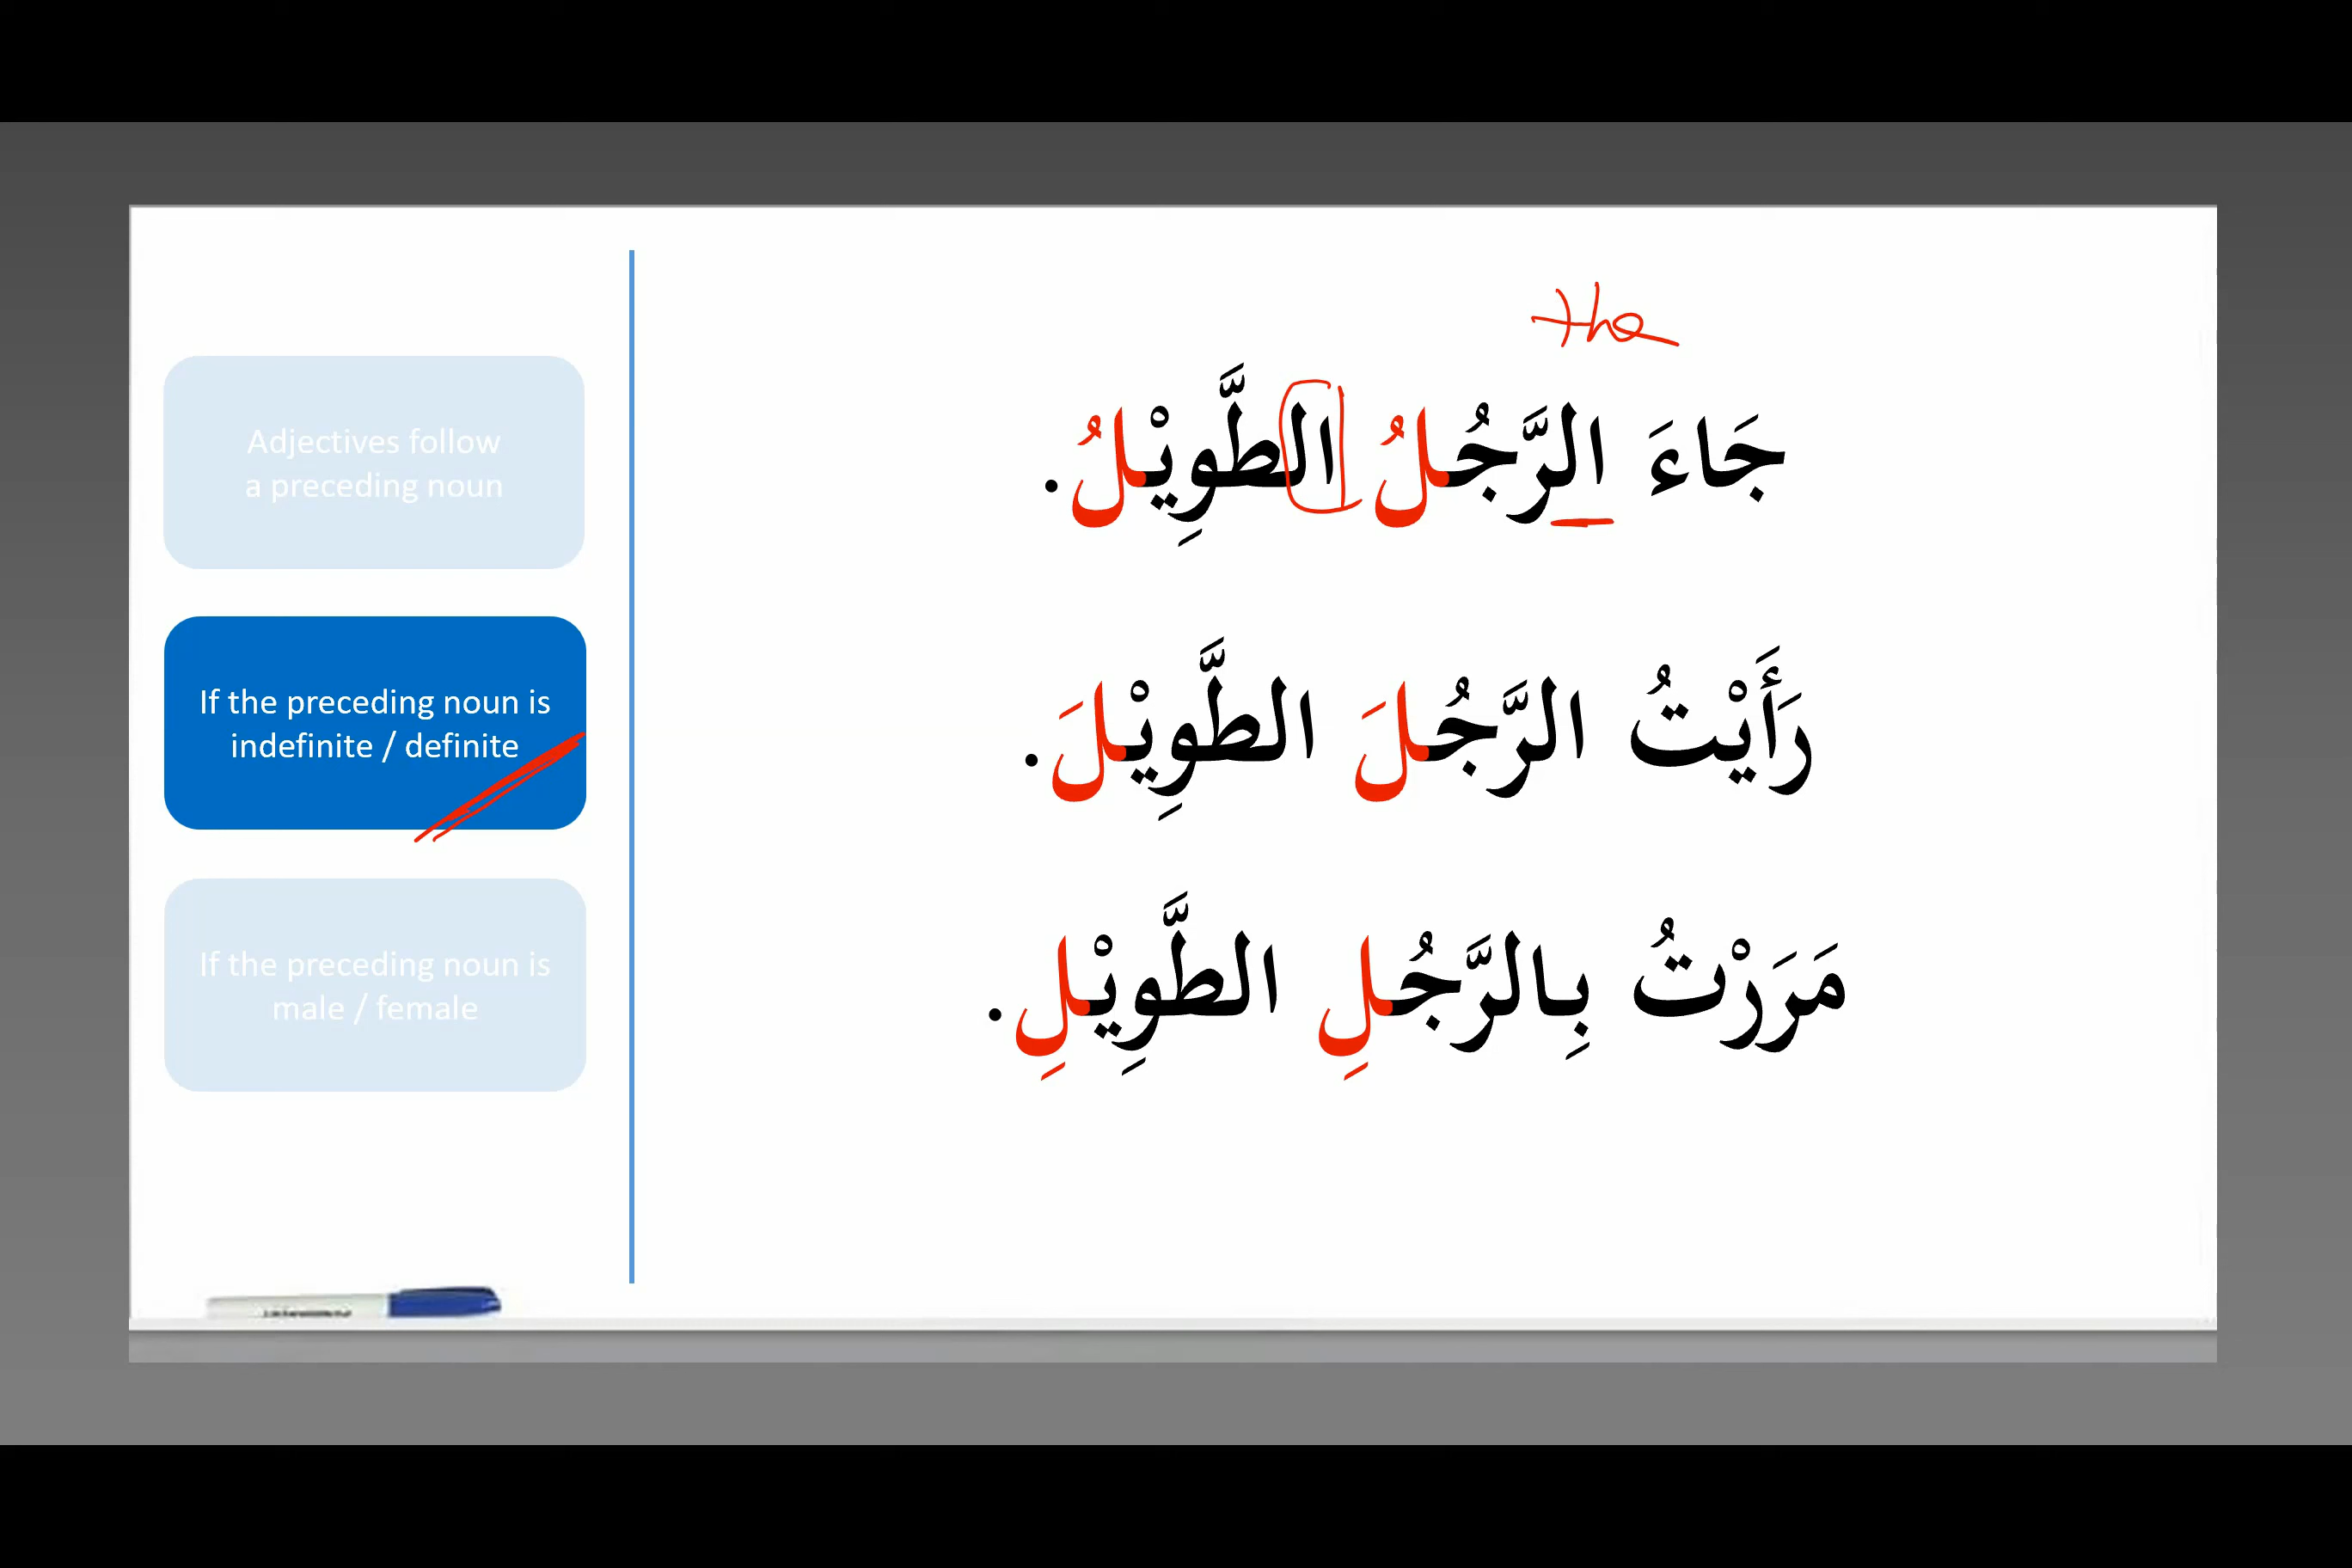 Adjectives follow
a preceding noun
If the preceding noun is
indefinite / definite
If the preceding noun is
male / female
the
جَاءَ الرَّجُلُ الطَّوِيْلُ.
رَأَيْتُ الرَّجُلَ الطَّوِيْلَ.
مَرَرْتُ بِالرَّجُلِ الطَّوِيْلِ.